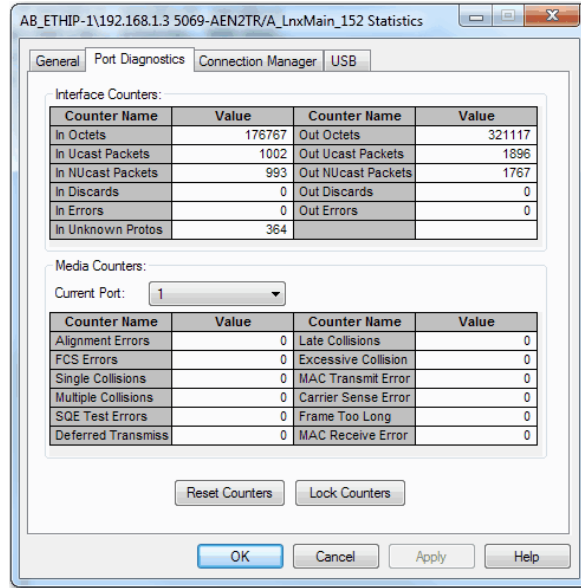 AB_ETHIP-1\192.168.1.3 5069-AEN2TR/A_LnxMain_152 Statistics
General Port Diagnostics Connection Manager USB
Interface Counters:
Counter Name Value Counter Name Value
In Octets 176767 Out Octets 321117
In Ucast Packets 1002 Out Ucast Packets 1896
In NUcast Packets 993 Out NUcast Packets 1767
In Discards 0 Out Discards 0
In Errors 0 Out Errors 0
In Unknown Protos 364
Media Counters:
Current Port: 1
Counter Name Value Counter Name Value
Alignment Errors 0 Late Collisions 0
FCS Errors 0 Excessive Collision 0
Single Collisions 0 MAC Transmit Error 0
Multiple Collisions 0 Carrier Sense Error 0
SQE Test Errors 0 Frame Too Long 0
Deferred Transmiss 0 MAC Receive Error 0
Reset Counters Lock Counters
OK Cancel Apply Help